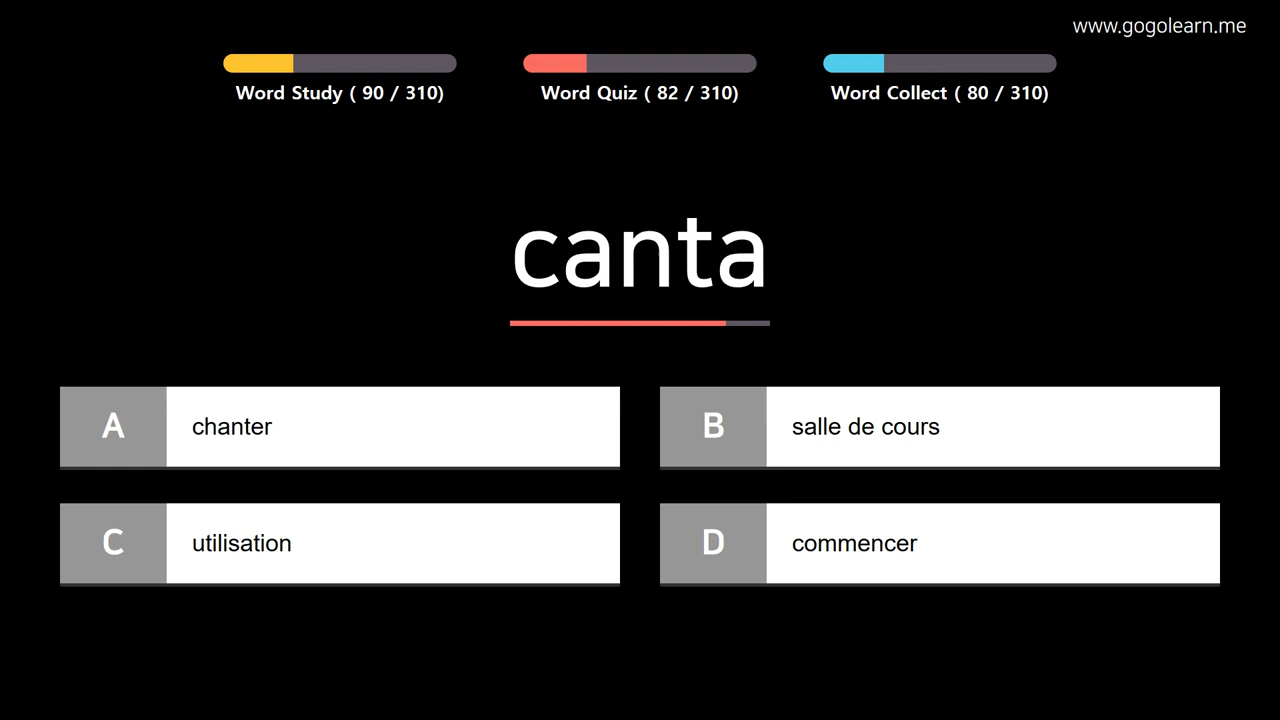 www.gogolearn.me
Word Study ( 90 / 310)
Word Quiz ( 82 / 310)
Word Collect ( 80 / 310)
canta
A chanter
B salle de cours
C utilisation
D commencer